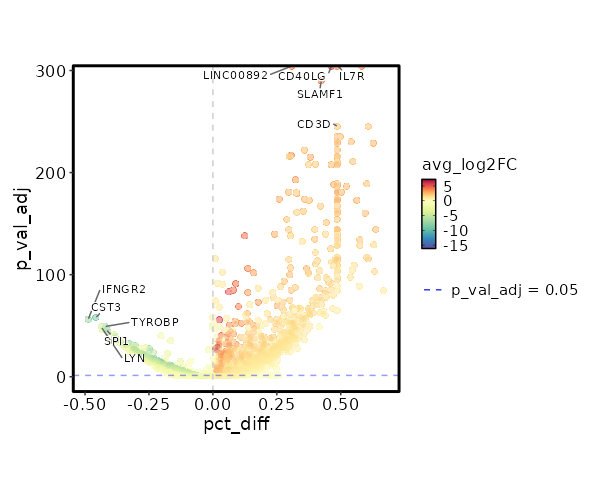 LINC00892 CD40LG IL7R
SLAMF1
CD3D
IFNGR2
CST3
TYROBP
SPI1
LYN
300
200
100
0
p_val_adj
-0.50 -0.25 0.00 0.25 0.50
pct_diff
avg_log2FC
5
0
-5
-10
-15
p_val_adj = 0.05